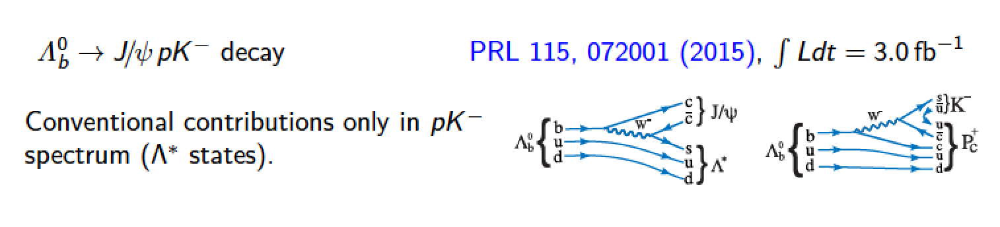 Λ⁰_b → J/ψ pK⁻ decay
PRL 115, 072001 (2015), ∫ Ldt = 3.0 fb⁻¹
Conventional contributions only in pK⁻
spectrum (Λ* states).
Λ⁰_b { b u d
W⁻
c c̄ } J/ψ
s u d } Λ*
Λ⁰_b { b u d
W⁻
s ū } K⁻
u c̄ c u d } P⁺_c